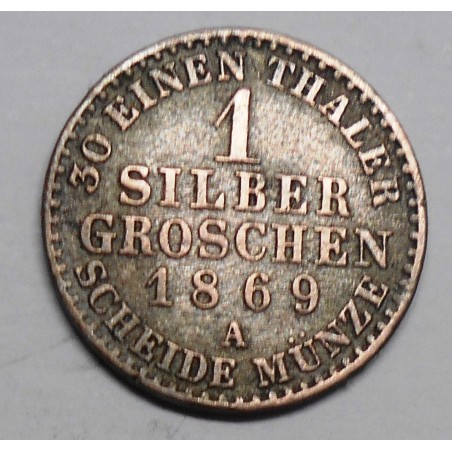 30 EINEN THALER
1
SILBER
GROSCHEN
1869
A
SCHEIDE MÜNZE